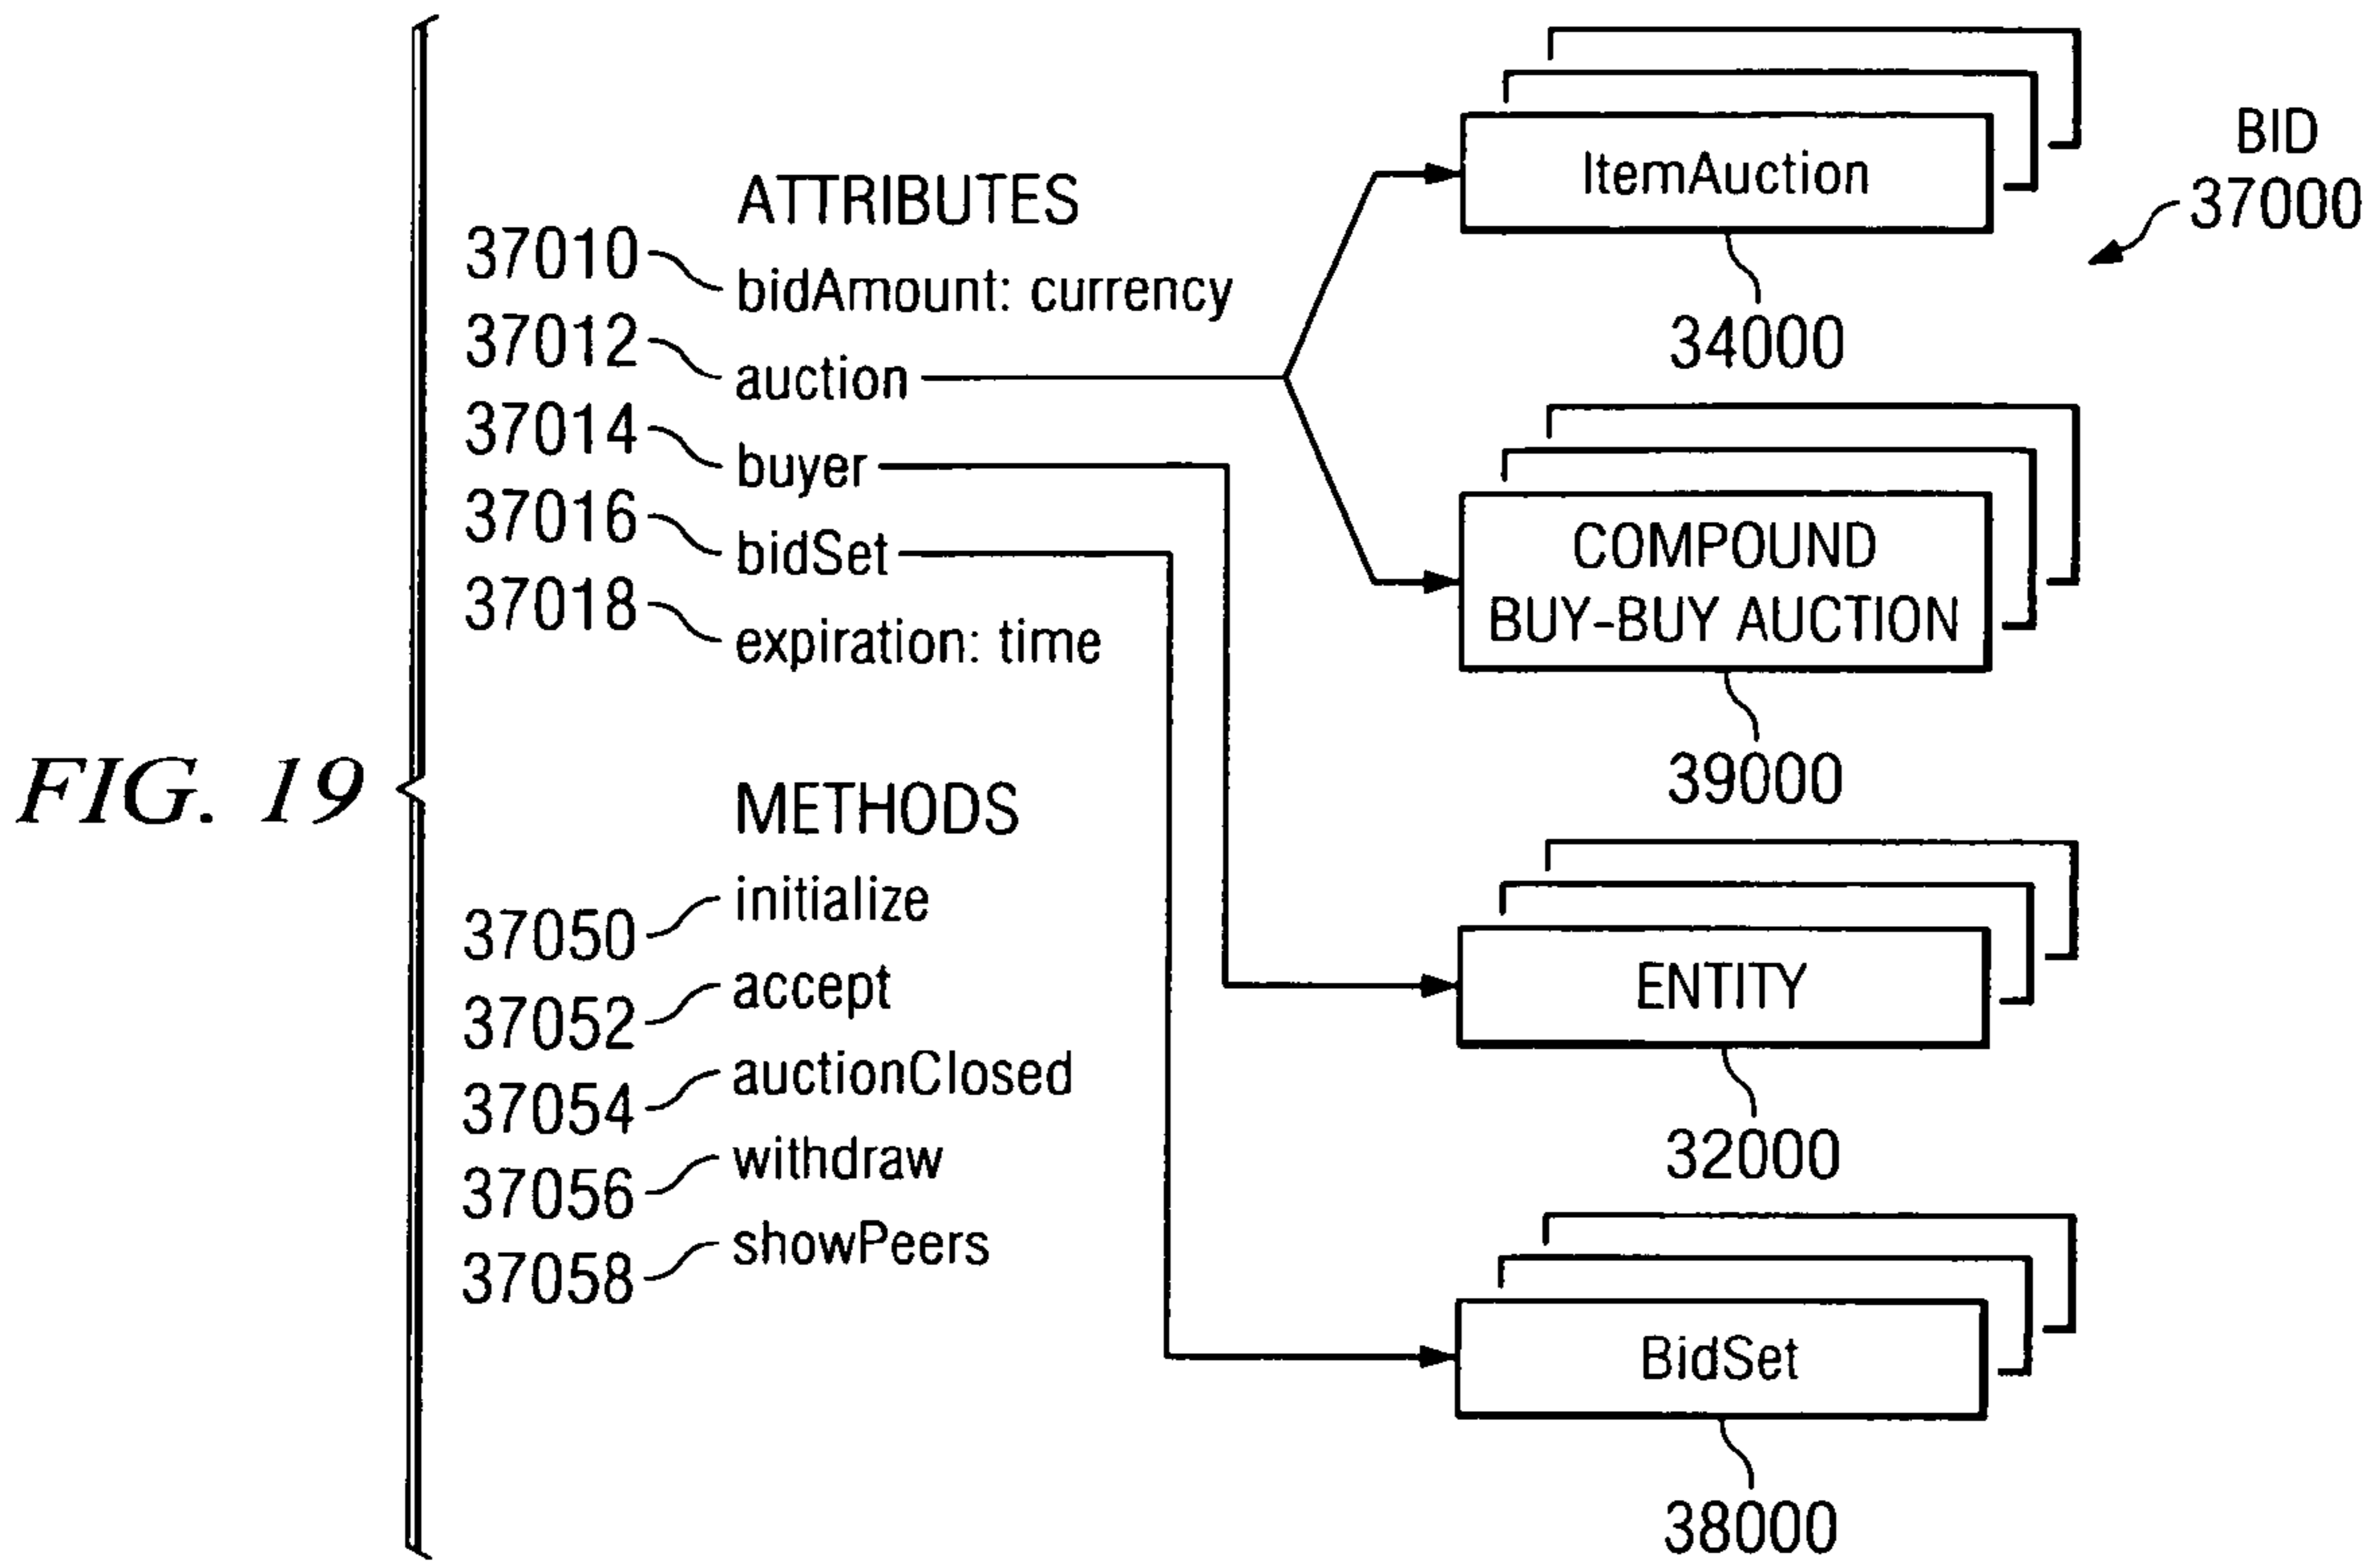 FIG. 19
ATTRIBUTES
37010 bidAmount: currency
37012 auction
37014 buyer
37016 bidSet
37018 expiration: time
METHODS
37050 initialize
37052 accept
37054 auctionClosed
37056 withdraw
37058 showPeers
ItemAuction
34000
COMPOUND
BUY-BUY AUCTION
39000
ENTITY
32000
BidSet
38000
BID
37000